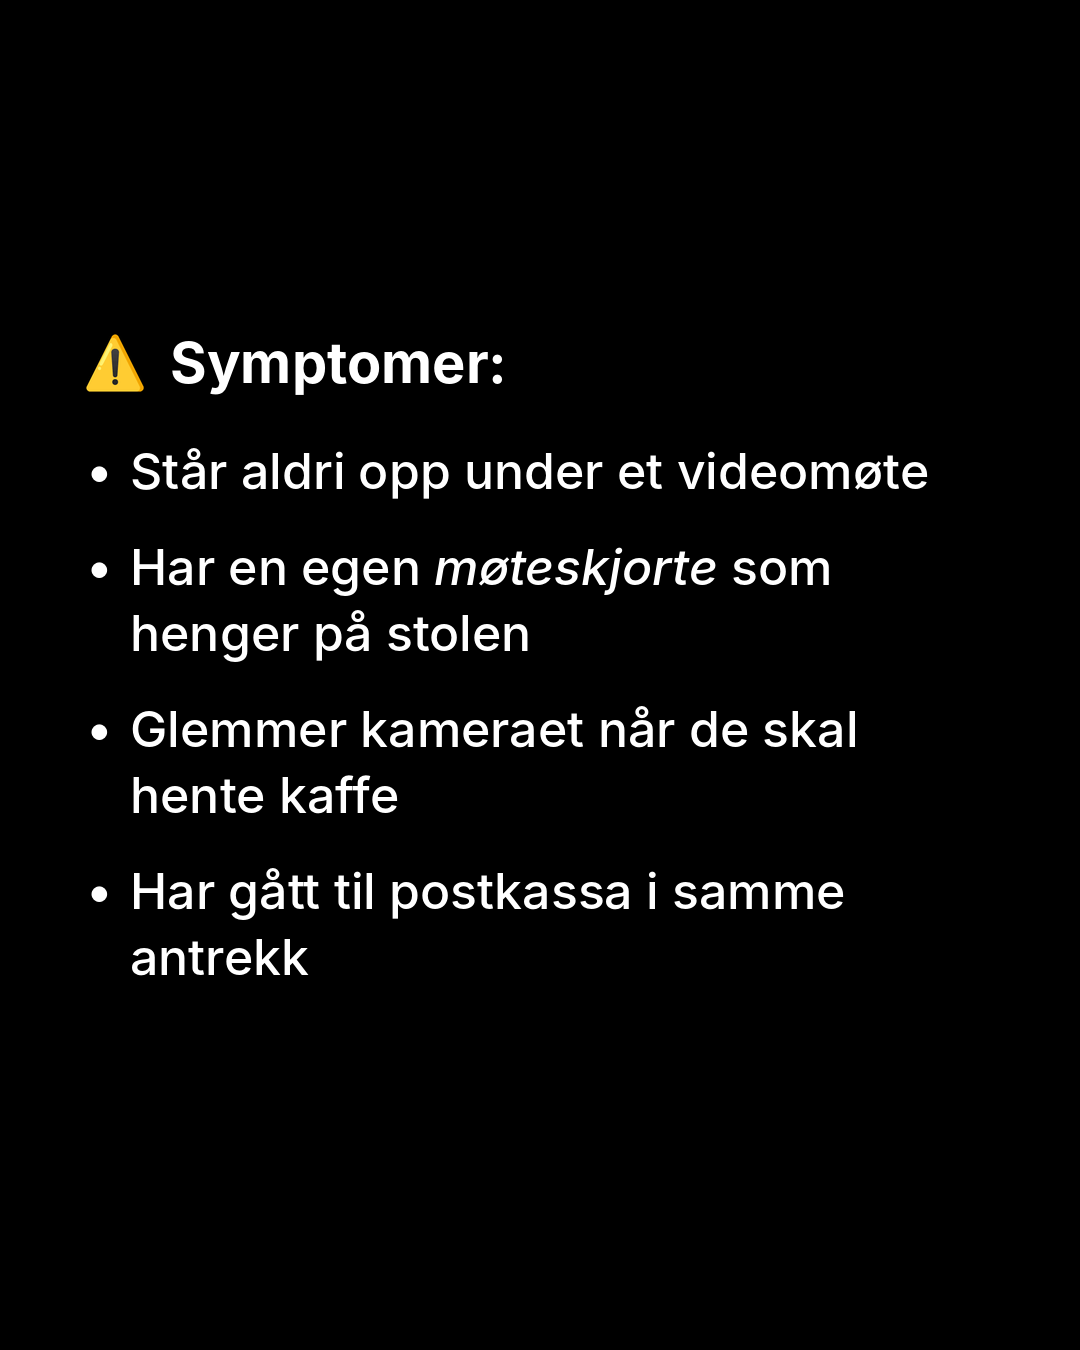 ⚠️ Symptomer:
• Står aldri opp under et videomøte
• Har en egen møteskjorte som
henger på stolen
• Glemmer kameraet når de skal
hente kaffe
• Har gått til postkassa i samme
antrekk